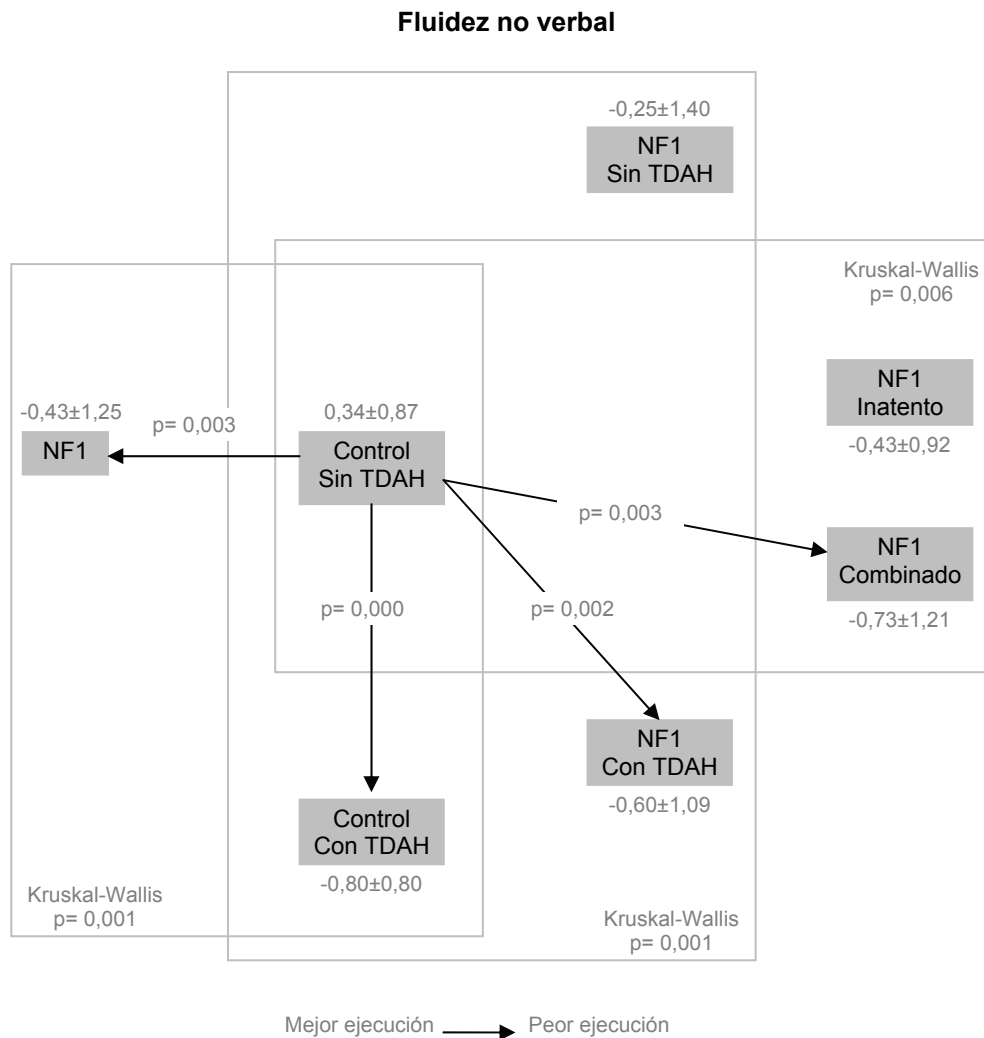 Fluidez no verbal
-0,25±1,40
NF1
Sin TDAH
Kruskal-Wallis
p= 0,006
NF1
Inatento
-0,43±0,92
-0,43±1,25
NF1
p= 0,003
0,34±0,87
Control
Sin TDAH
p= 0,003
NF1
Combinado
-0,73±1,21
p= 0,000
p= 0,002
NF1
Con TDAH
-0,60±1,09
Control
Con TDAH
-0,80±0,80
Kruskal-Wallis
p= 0,001
Kruskal-Wallis
p= 0,001
Mejor ejecución
Peor ejecución